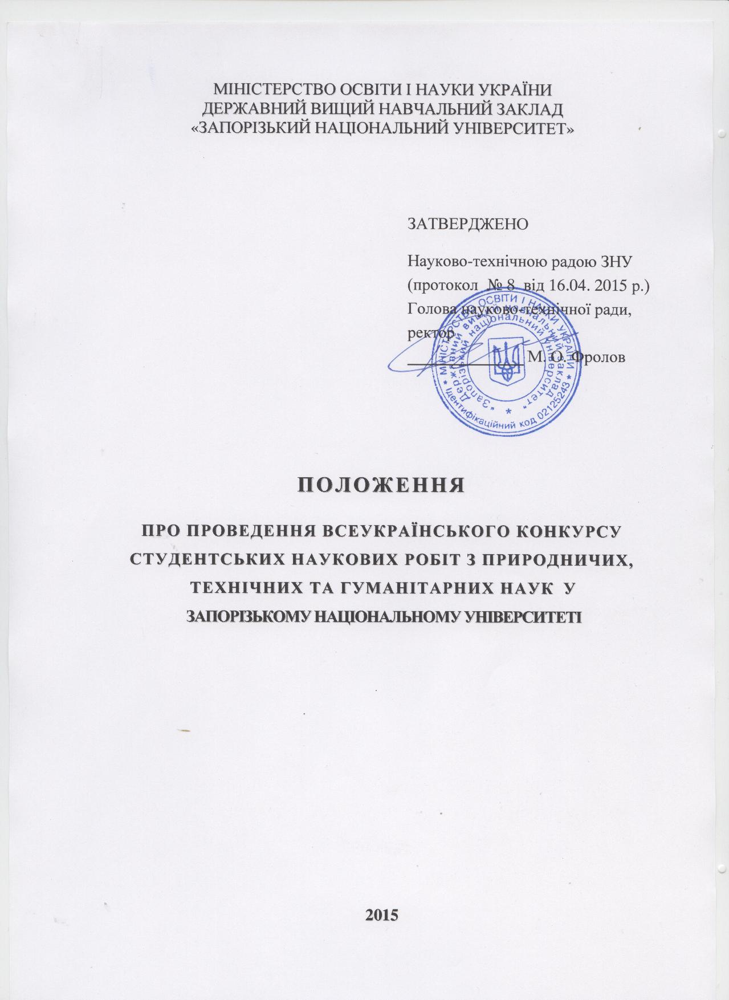 МІНІСТЕРСТВО ОСВІТИ І НАУКИ УКРАЇНИ
ДЕРЖАВНИЙ ВИЩИЙ НАВЧАЛЬНИЙ ЗАКЛАД
«ЗАПОРІЗЬКИЙ НАЦІОНАЛЬНИЙ УНІВЕРСИТЕТ»
ЗАТВЕРДЖЕНО
Науково-технічною радою ЗНУ
(протокол № 8 від 16.04. 2015 р.)
Голова науково-технічної ради,
ректор
______________ М. О. Фролов
* МІНІСТЕРСТВО ОСВІТИ І НАУКИ УКРАЇНИ *
Ідентифікаційний код 02125243
Державний вищий навчальний заклад
"Запорізький національний університет" *
ПОЛОЖЕННЯ
ПРО ПРОВЕДЕННЯ ВСЕУКРАЇНСЬКОГО КОНКУРСУ
СТУДЕНТСЬКИХ НАУКОВИХ РОБІТ З ПРИРОДНИЧИХ,
ТЕХНІЧНИХ ТА ГУМАНІТАРНИХ НАУК У
ЗАПОРІЗЬКОМУ НАЦІОНАЛЬНОМУ УНІВЕРСИТЕТІ
2015